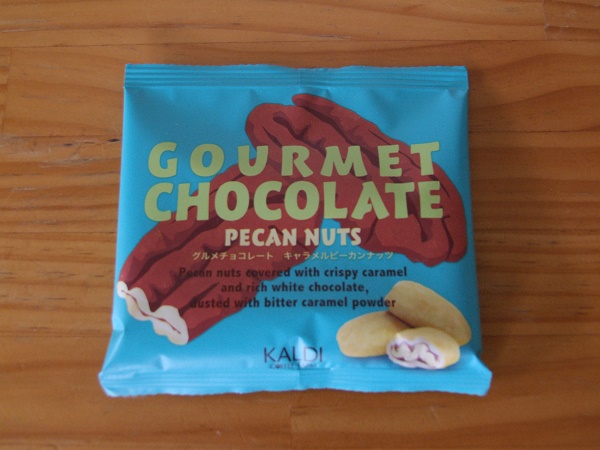 GOURMET
CHOCOLATE
PECAN NUTS
グルメチョコレート キャラメルピーカンナッツ
Pecan nuts covered with crispy caramel
and rich white chocolate,
dusted with bitter caramel powder
KALDI